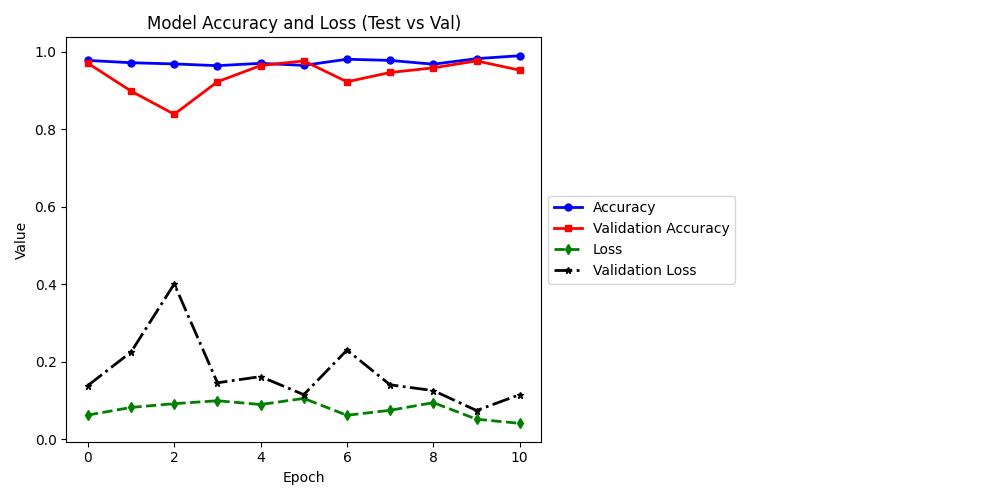 Model Accuracy and Loss (Test vs Val)
1.0
0.8
0.6
0.4
0.2
0.0
Value
0 2 4 6 8 10
Epoch
Accuracy
Validation Accuracy
Loss
Validation Loss